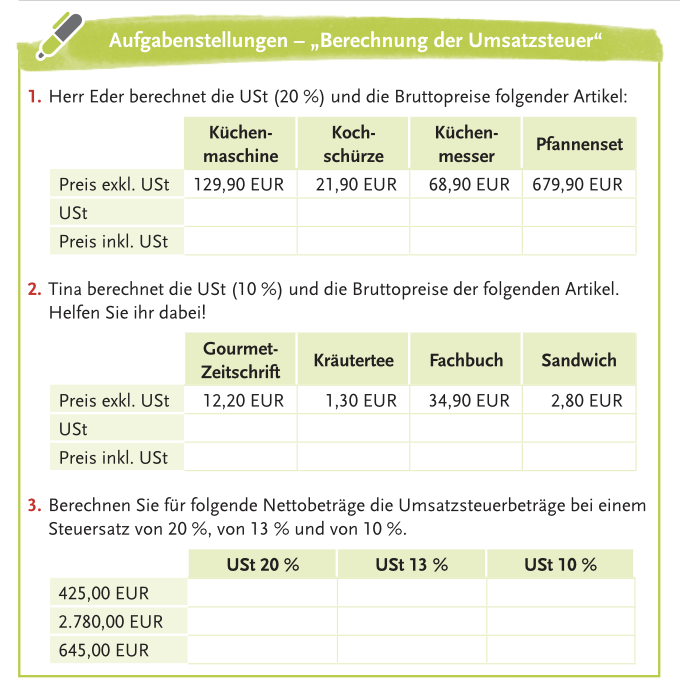 Aufgabenstellungen – „Berechnung der Umsatzsteuer“
1. Herr Eder berechnet die USt (20 %) und die Bruttopreise folgender Artikel:
Küchen-
maschine
Koch-
schürze
Küchen-
messer
Pfannenset
Preis exkl. USt 129,90 EUR 21,90 EUR 68,90 EUR 679,90 EUR
USt
Preis inkl. USt
2. Tina berechnet die USt (10 %) und die Bruttopreise der folgenden Artikel.
Helfen Sie ihr dabei!
Gourmet-
Zeitschrift
Kräutertee
Fachbuch
Sandwich
Preis exkl. USt 12,20 EUR 1,30 EUR 34,90 EUR 2,80 EUR
USt
Preis inkl. USt
3. Berechnen Sie für folgende Nettobeträge die Umsatzsteuerbeträge bei einem
Steuersatz von 20 %, von 13 % und von 10 %.
USt 20 % USt 13 % USt 10 %
425,00 EUR
2.780,00 EUR
645,00 EUR